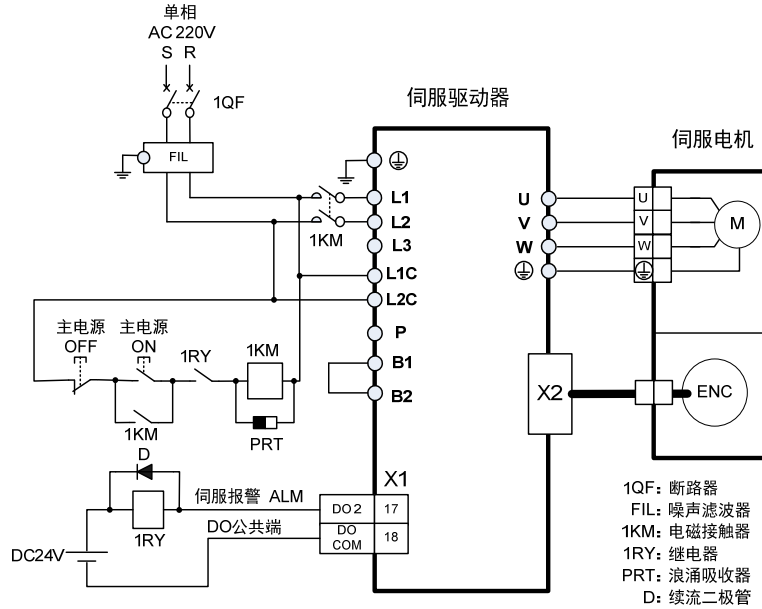 单相
AC 220V
S R
1QF
FIL
伺服驱动器
伺服电机
L1
L2
1KM
L3
L1C
L2C
P
B1
B2
U
V
W
U
V
W
M
X2
ENC
主电源
OFF
主电源
ON
1RY
1KM
1KM
PRT
D
1RY
DC24V
伺服报警 ALM
DO公共端
X1
DO 2 17
DO
COM 18
1QF: 断路器
FIL: 噪声滤波器
1KM: 电磁接触器
1RY: 继电器
PRT: 浪涌吸收器
D: 续流二极管